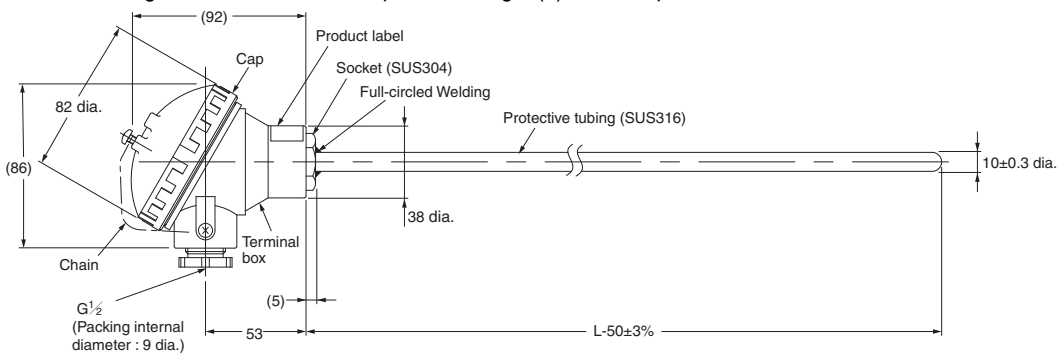 (92)
Product label
Cap
Socket (SUS304)
82 dia.
Full-circled Welding
Protective tubing (SUS316)
(86)
10±0.3 dia.
38 dia.
Terminal
box
Chain
(5)
G½
(Packing internal
diameter : 9 dia.)
53
L-50±3%